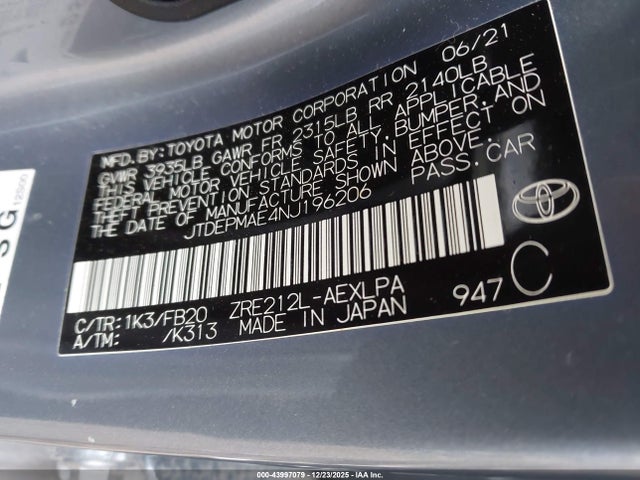 MFD. BY: TOYOTA MOTOR CORPORATION 06/21
GVWR 3935LB GAWR FR 2315LB RR 2140LB
THIS VEHICLE CONFORMS TO ALL APPLICABLE
FEDERAL MOTOR VEHICLE SAFETY, BUMPER, AND
THEFT PREVENTION STANDARDS IN EFFECT ON
THE DATE OF MANUFACTURE SHOWN ABOVE.
JTDEPMAE4NJ196206 PASS. CAR
C/TR: 1K3/FB20 ZRE212L-AEXLPA 947 C
A/TM: /K313 MADE IN JAPAN
12800
000-43997079 - 12/23/2025 - IAA Inc.